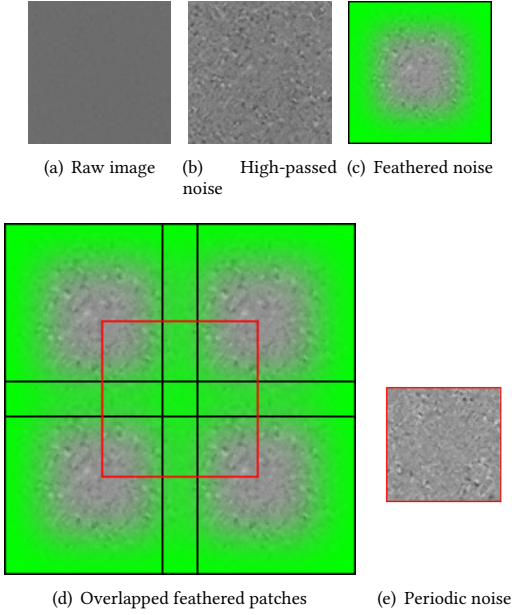 (a) Raw image
(b) High-passed
noise
(c) Feathered noise
(d) Overlapped feathered patches
(e) Periodic noise